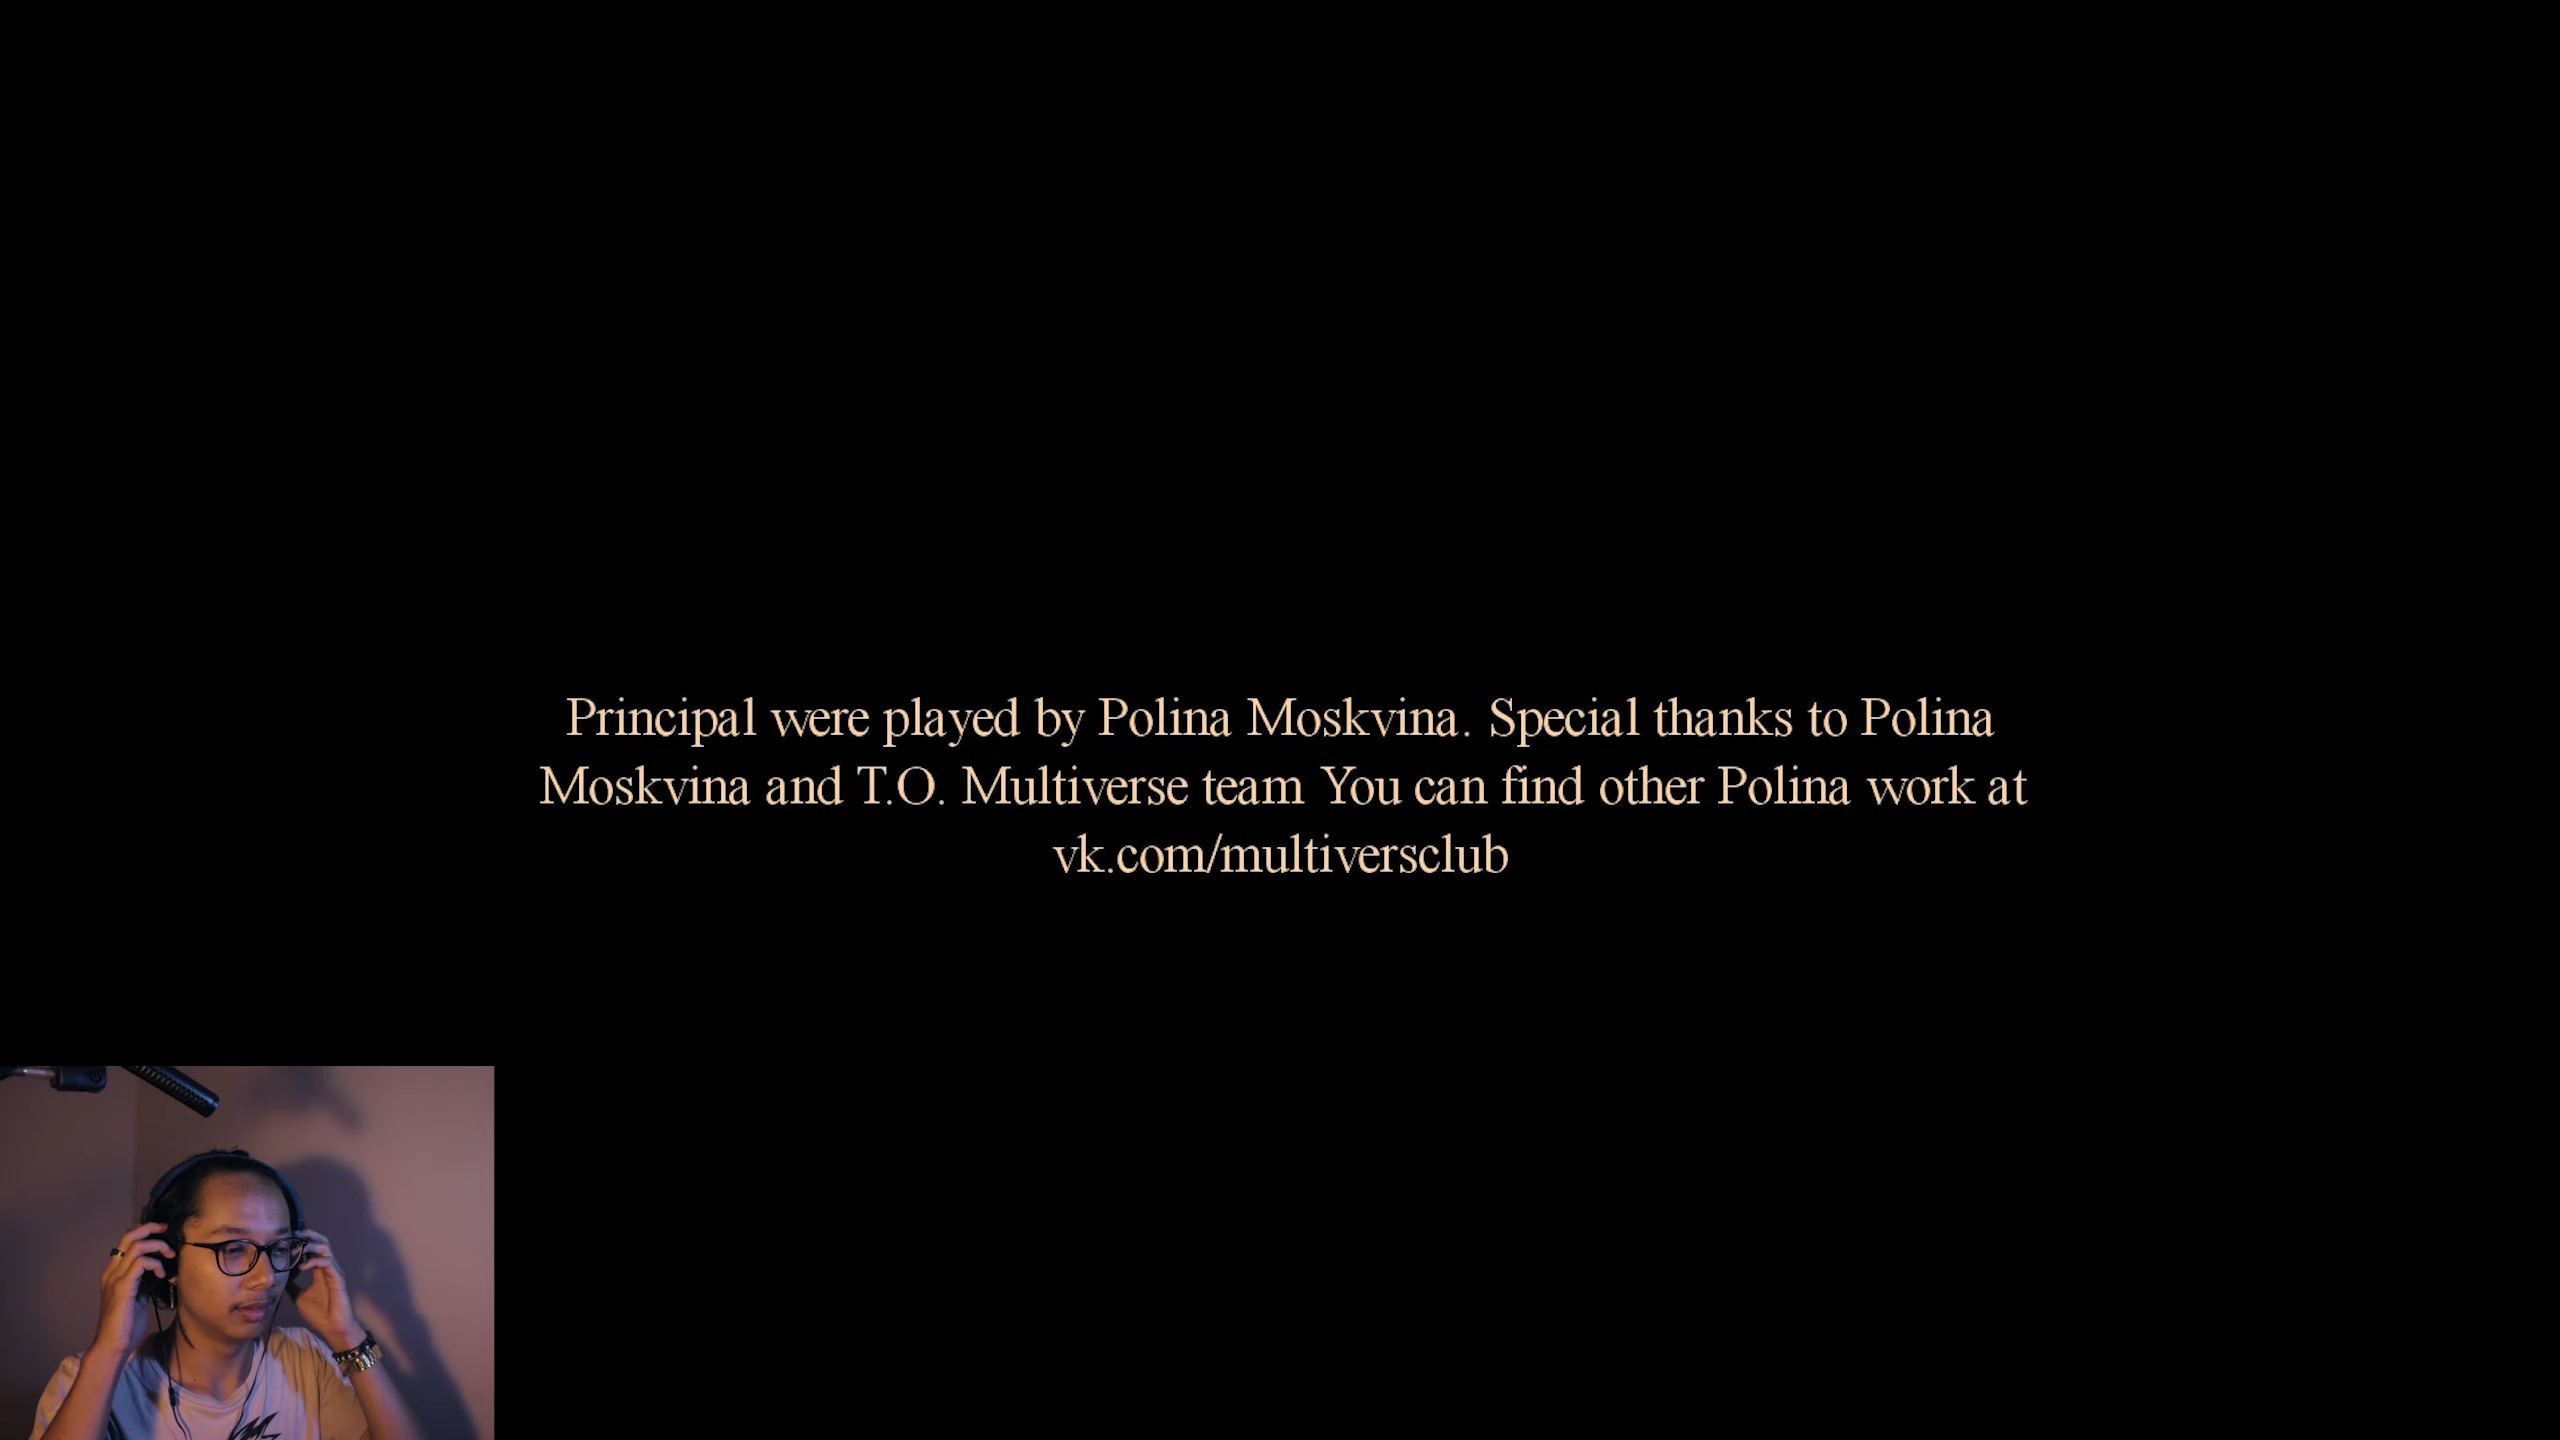 Principal were played by Polina Moskvina. Special thanks to Polina
Moskvina and T.O. Multiverse team You can find other Polina work at
vk.com/multiversclub